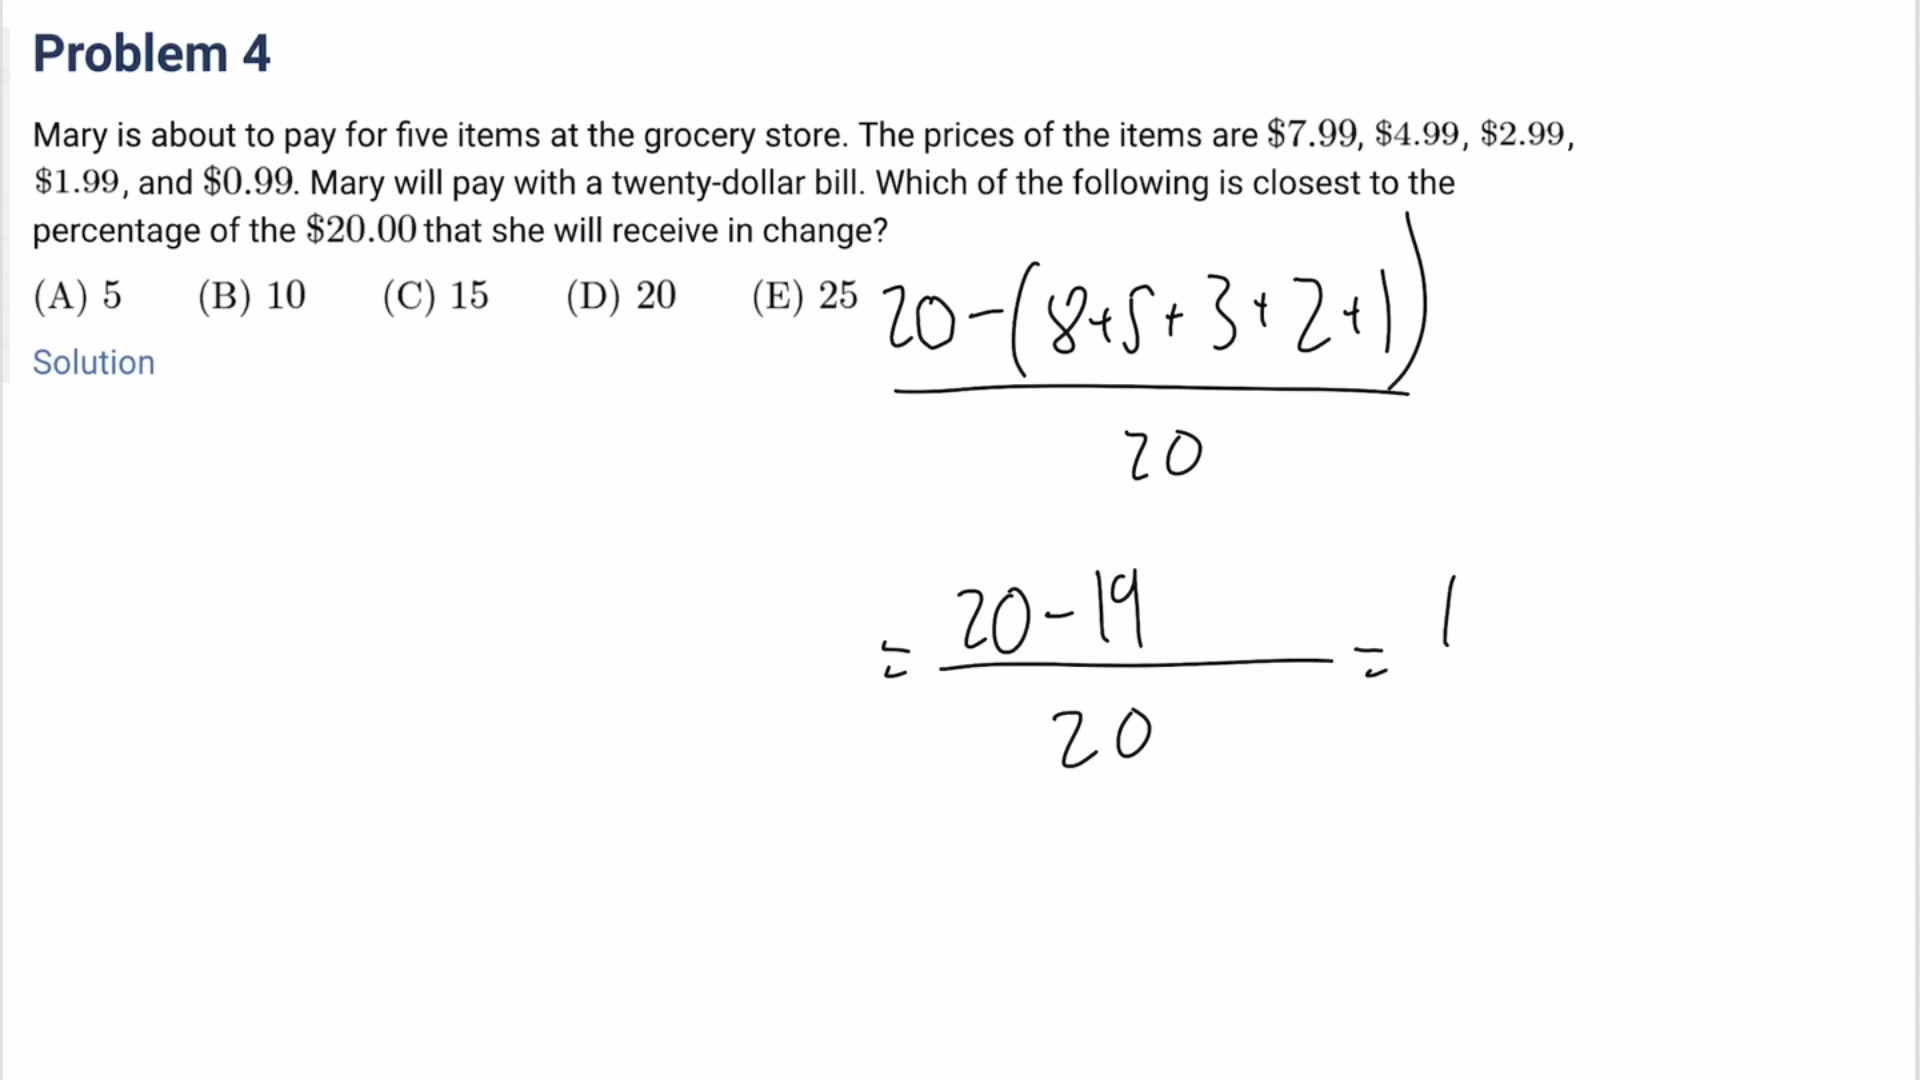 Problem 4
Mary is about to pay for five items at the grocery store. The prices of the items are $7.99, $4.99, $2.99,
$1.99, and $0.99. Mary will pay with a twenty-dollar bill. Which of the following is closest to the
percentage of the $20.00 that she will receive in change?
(A) 5 (B) 10 (C) 15 (D) 20 (E) 25
Solution
20-(8+5+3+2+1)
20
= 20-19 = 1
20